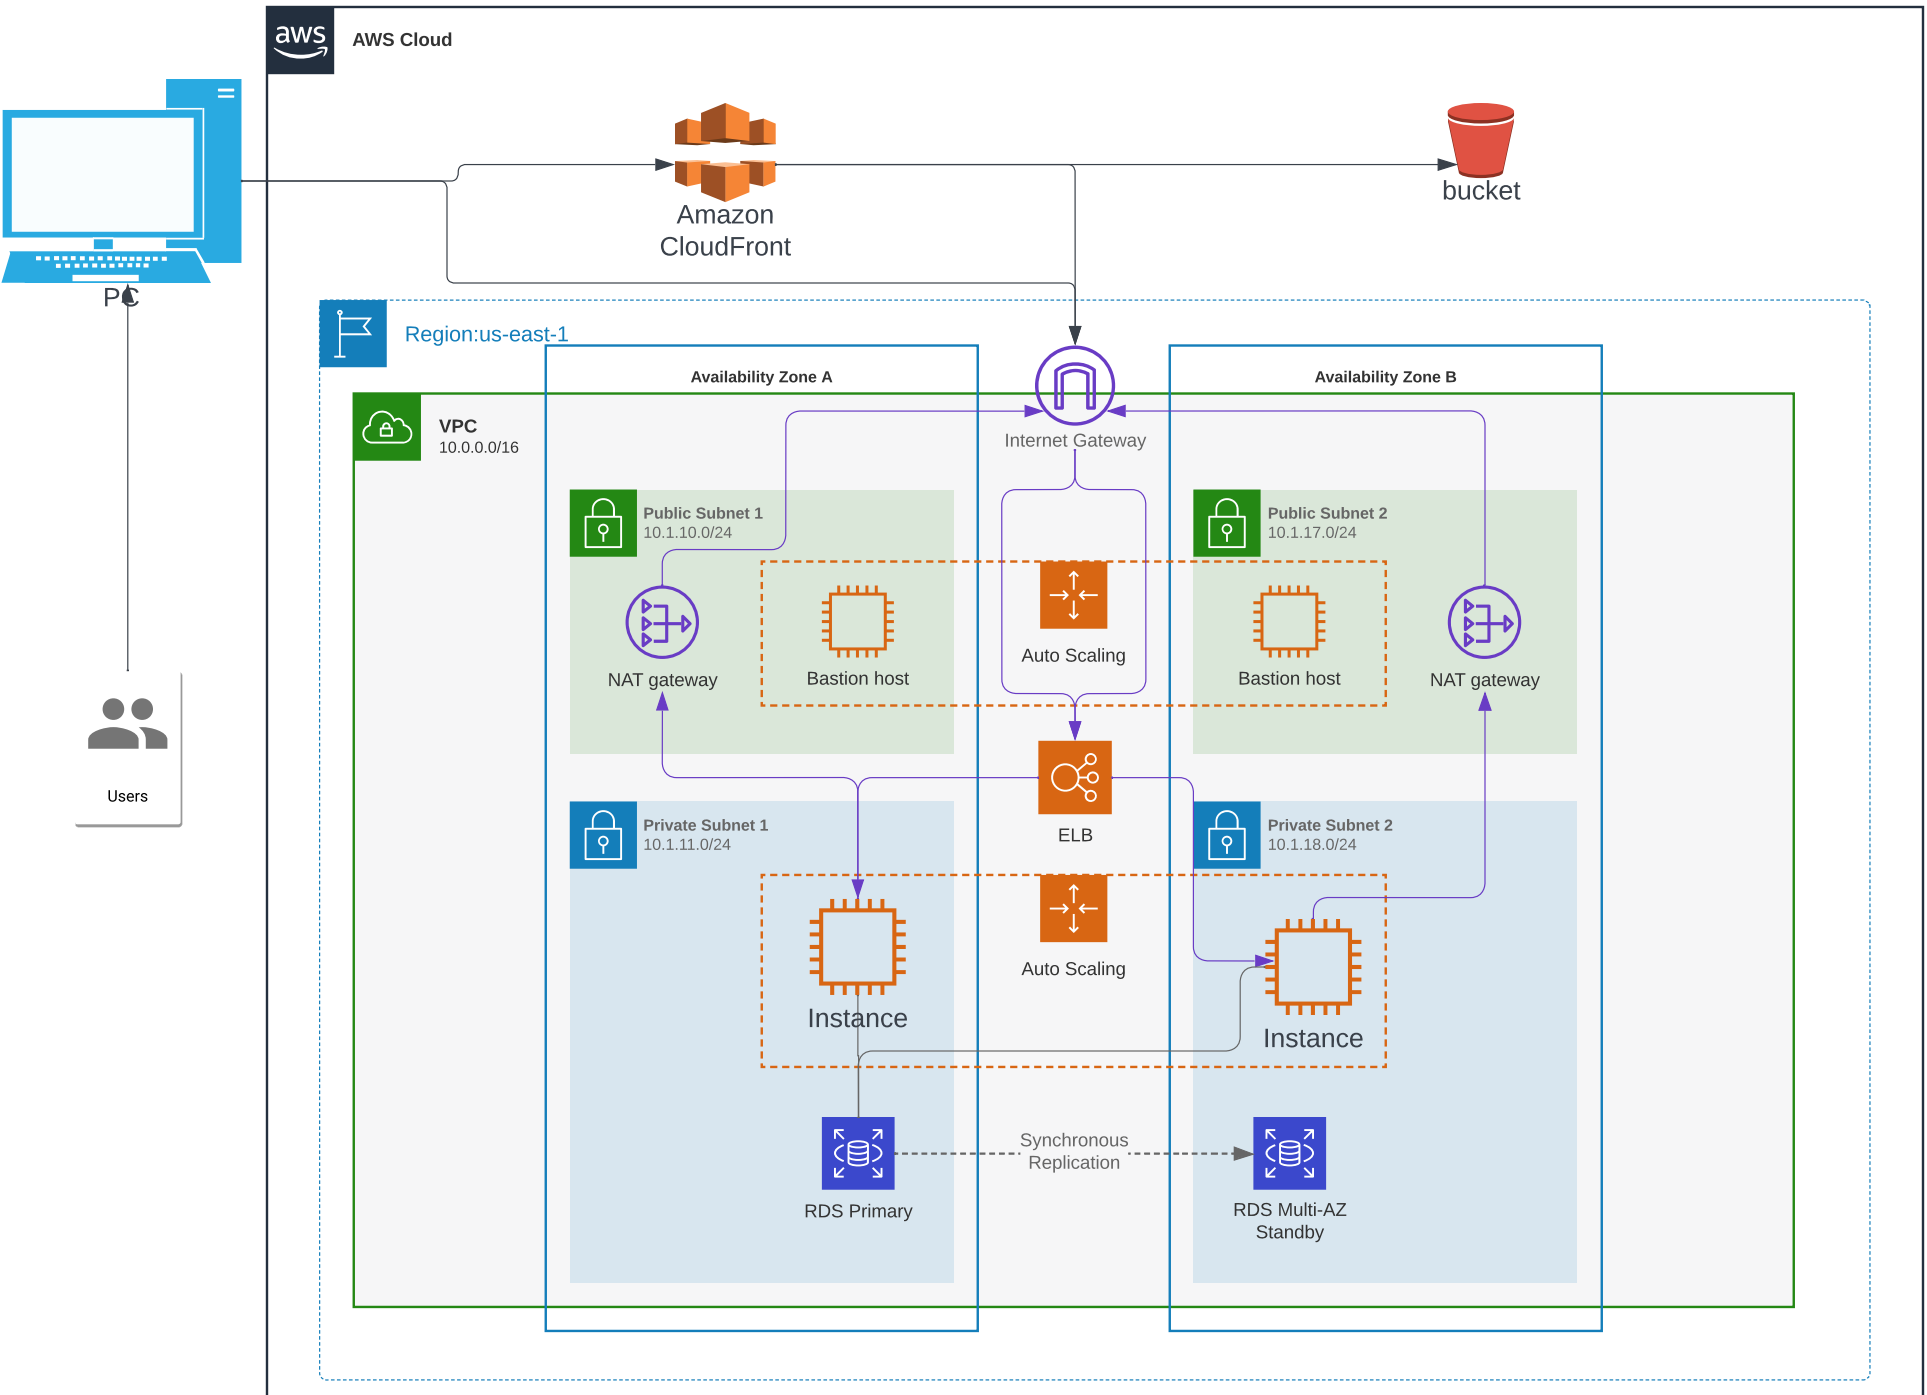 aws
AWS Cloud
Amazon
CloudFront
bucket
PC
Region:us-east-1
Availability Zone A
Availability Zone B
VPC
10.0.0.0/16
Internet Gateway
Public Subnet 1
10.1.10.0/24
Public Subnet 2
10.1.17.0/24
NAT gateway
Bastion host
Auto Scaling
Bastion host
NAT gateway
Users
ELB
Private Subnet 1
10.1.11.0/24
Private Subnet 2
10.1.18.0/24
Auto Scaling
Instance
Instance
Synchronous
Replication
RDS Primary
RDS Multi-AZ
Standby